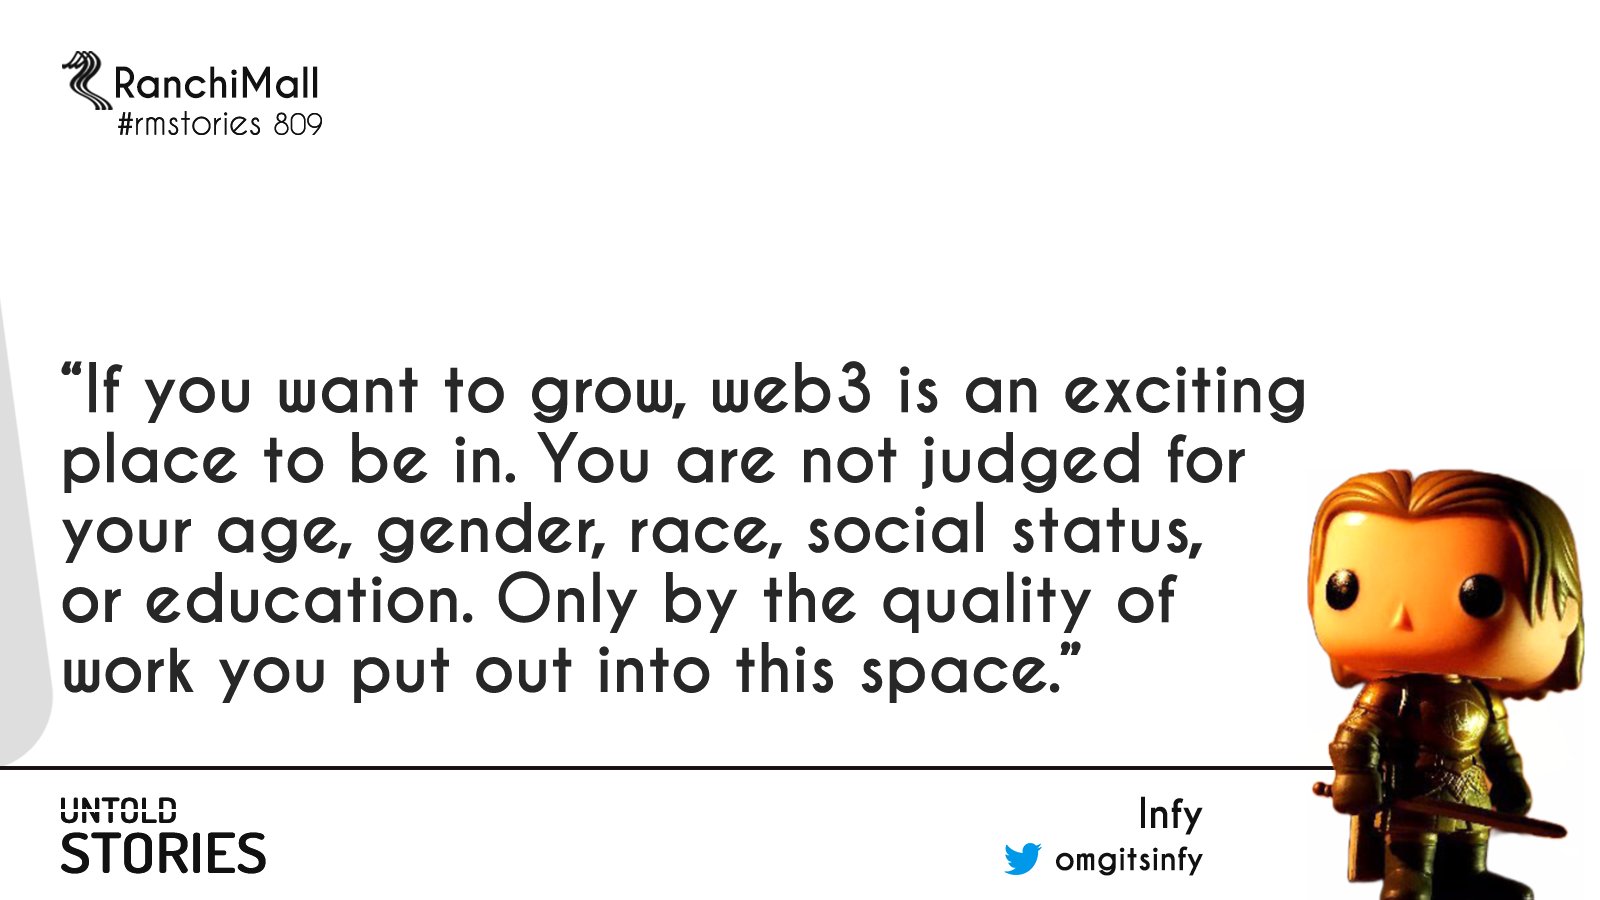 RanchiMall
#rmstories 809
“If you want to grow, web3 is an exciting
place to be in. You are not judged for
your age, gender, race, social status,
or education. Only by the quality of
work you put out into this space.”
UNTOLD
STORIES
Infy
omgitsinfy